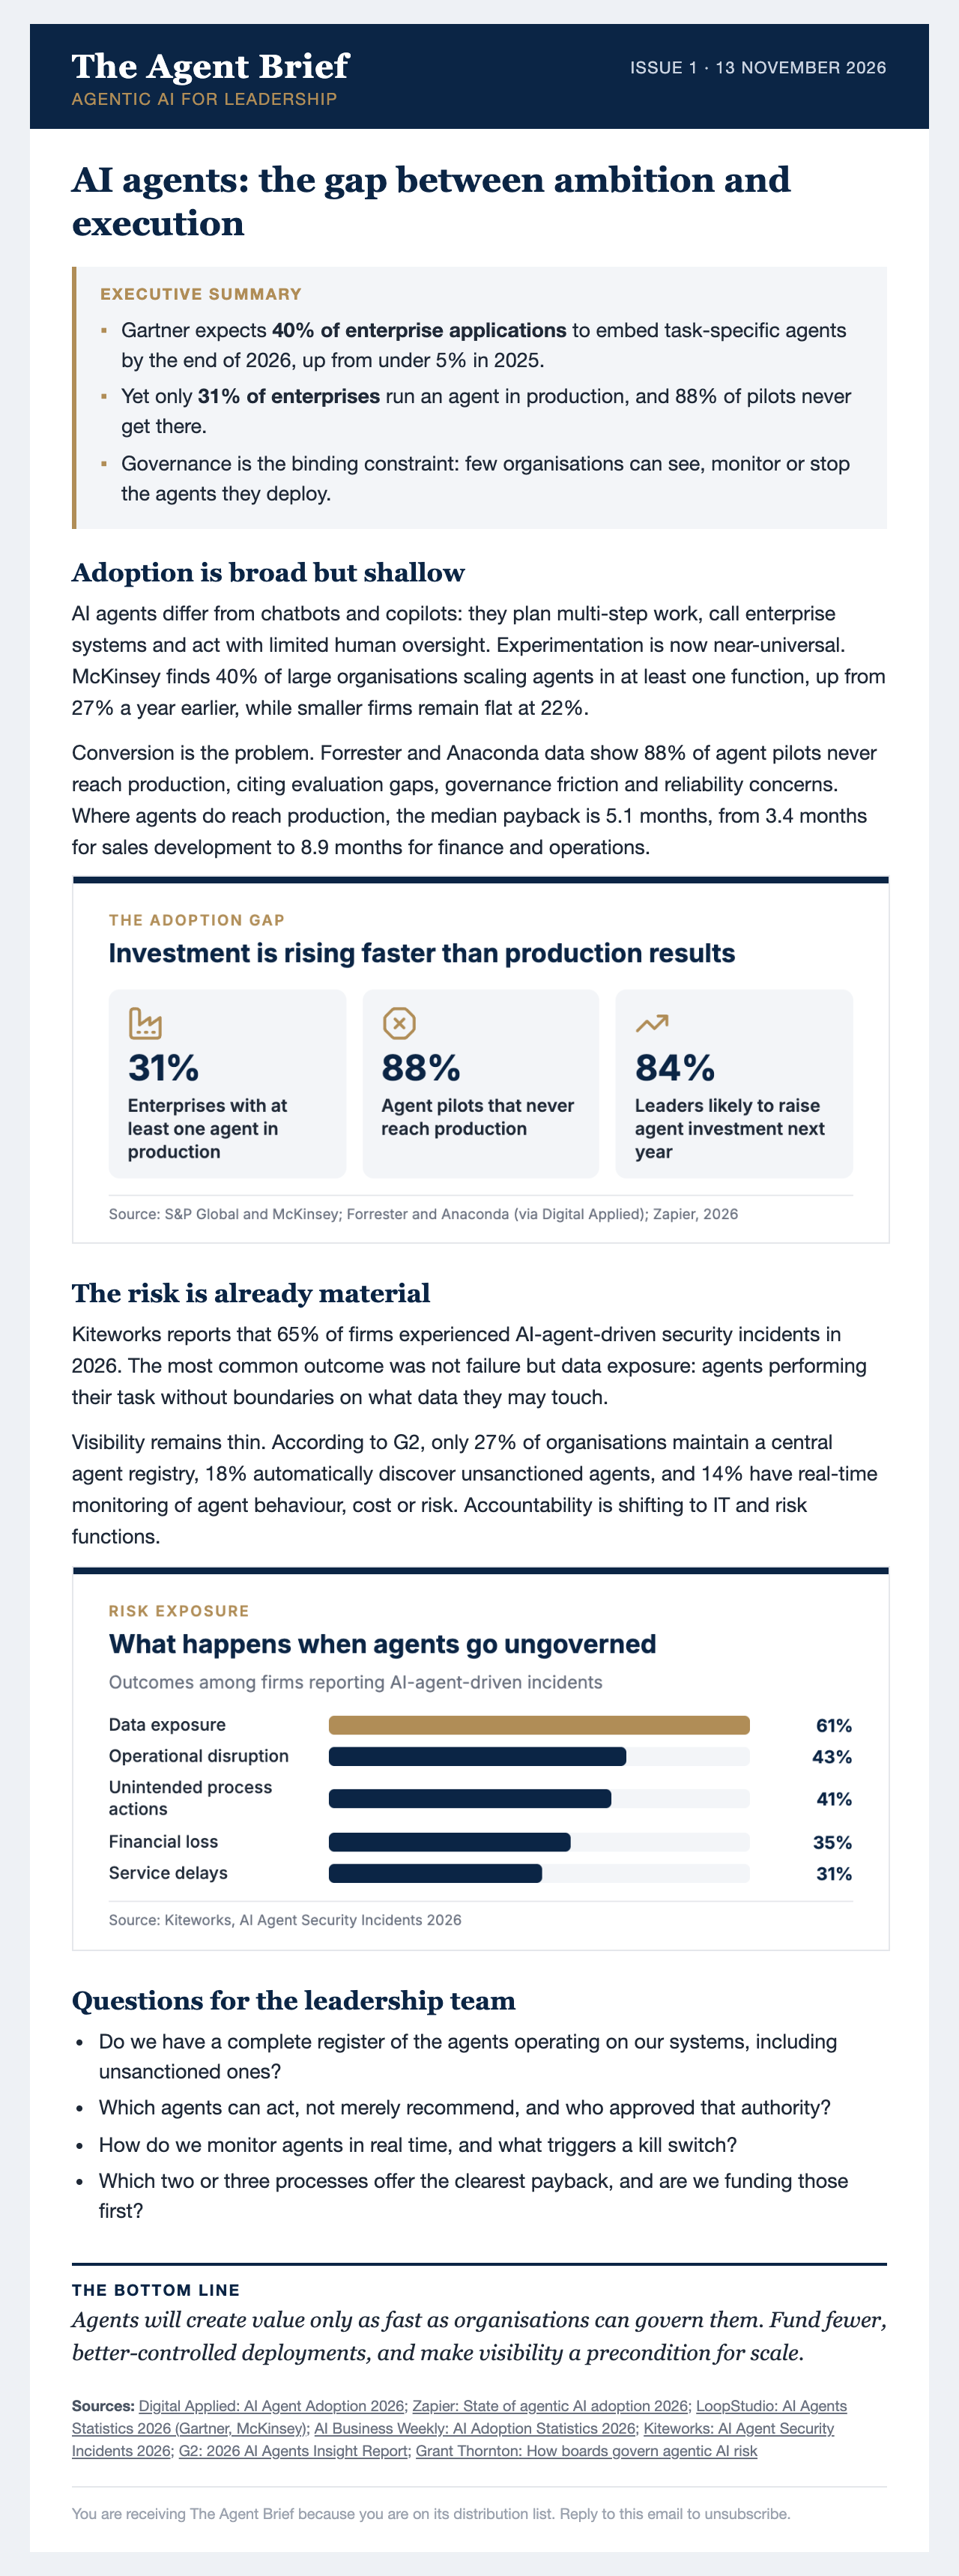 The Agent Brief
ISSUE 1 · 13 NOVEMBER 2026
AGENTIC AI FOR LEADERSHIP
AI agents: the gap between ambition and
execution
EXECUTIVE SUMMARY
▪ Gartner expects 40% of enterprise applications to embed task-specific agents
by the end of 2026, up from under 5% in 2025.
▪ Yet only 31% of enterprises run an agent in production, and 88% of pilots never
get there.
▪ Governance is the binding constraint: few organisations can see, monitor or stop
the agents they deploy.
Adoption is broad but shallow
AI agents differ from chatbots and copilots: they plan multi-step work, call enterprise
systems and act with limited human oversight. Experimentation is now near-universal.
McKinsey finds 40% of large organisations scaling agents in at least one function, up from
27% a year earlier, while smaller firms remain flat at 22%.
Conversion is the problem. Forrester and Anaconda data show 88% of agent pilots never
reach production, citing evaluation gaps, governance friction and reliability concerns.
Where agents do reach production, the median payback is 5.1 months, from 3.4 months
for sales development to 8.9 months for finance and operations.
THE ADOPTION GAP
Investment is rising faster than production results
31%
Enterprises with at
least one agent in
production
88%
Agent pilots that never
reach production
84%
Leaders likely to raise
agent investment next
year
Source: S&P Global and McKinsey; Forrester and Anaconda (via Digital Applied); Zapier, 2026
The risk is already material
Kiteworks reports that 65% of firms experienced AI-agent-driven security incidents in
2026. The most common outcome was not failure but data exposure: agents performing
their task without boundaries on what data they may touch.
Visibility remains thin. According to G2, only 27% of organisations maintain a central
agent registry, 18% automatically discover unsanctioned agents, and 14% have real-time
monitoring of agent behaviour, cost or risk. Accountability is shifting to IT and risk
functions.
RISK EXPOSURE
What happens when agents go ungoverned
Outcomes among firms reporting AI-agent-driven incidents
Data exposure 61%
Operational disruption 43%
Unintended process
actions 41%
Financial loss 35%
Service delays 31%
Source: Kiteworks, AI Agent Security Incidents 2026
Questions for the leadership team
• Do we have a complete register of the agents operating on our systems, including
unsanctioned ones?
• Which agents can act, not merely recommend, and who approved that authority?
• How do we monitor agents in real time, and what triggers a kill switch?
• Which two or three processes offer the clearest payback, and are we funding those
first?
THE BOTTOM LINE
Agents will create value only as fast as organisations can govern them. Fund fewer,
better-controlled deployments, and make visibility a precondition for scale.
Sources: Digital Applied: AI Agent Adoption 2026; Zapier: State of agentic AI adoption 2026; LoopStudio: AI Agents
Statistics 2026 (Gartner, McKinsey); AI Business Weekly: AI Adoption Statistics 2026; Kiteworks: AI Agent Security
Incidents 2026; G2: 2026 AI Agents Insight Report; Grant Thornton: How boards govern agentic AI risk
You are receiving The Agent Brief because you are on its distribution list. Reply to this email to unsubscribe.